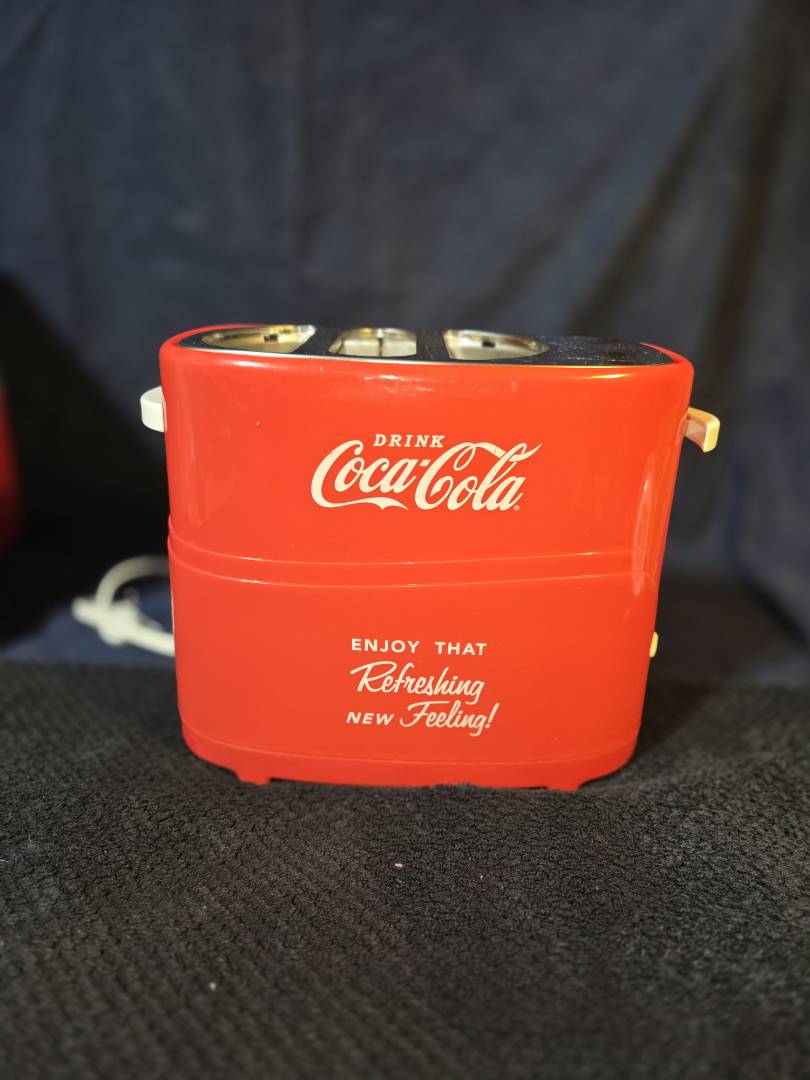 DRINK
Coca-Cola®
ENJOY THAT
Refreshing
NEW Feeling!